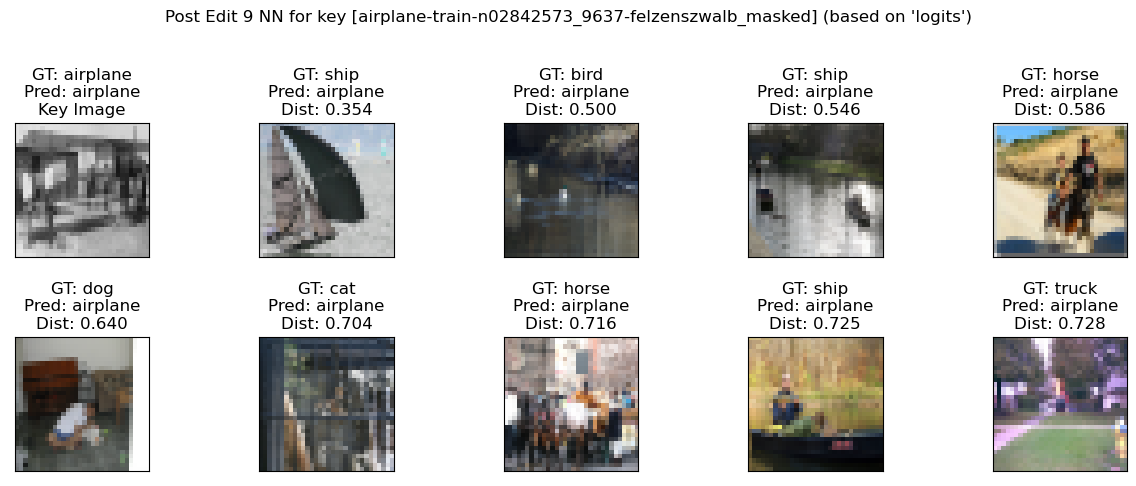 Post Edit 9 NN for key [airplane-train-n02842573_9637-felzenszwalb_masked] (based on 'logits')
GT: airplane
Pred: airplane
Key Image
GT: ship
Pred: airplane
Dist: 0.354
GT: bird
Pred: airplane
Dist: 0.500
GT: ship
Pred: airplane
Dist: 0.546
GT: horse
Pred: airplane
Dist: 0.586
GT: dog
Pred: airplane
Dist: 0.640
GT: cat
Pred: airplane
Dist: 0.704
GT: horse
Pred: airplane
Dist: 0.716
GT: ship
Pred: airplane
Dist: 0.725
GT: truck
Pred: airplane
Dist: 0.728